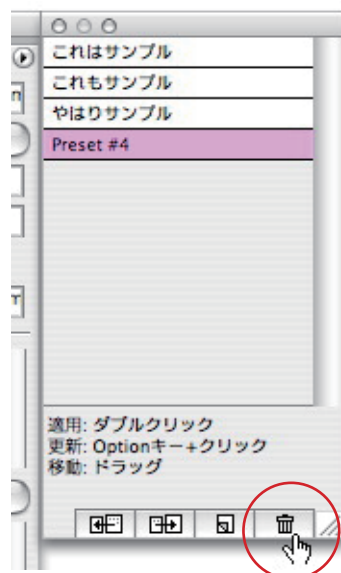 これはサンプル
これもサンプル
やはりサンプル
Preset #4
適用: ダブルクリック
更新: Optionキー+クリック
移動: ドラッグ